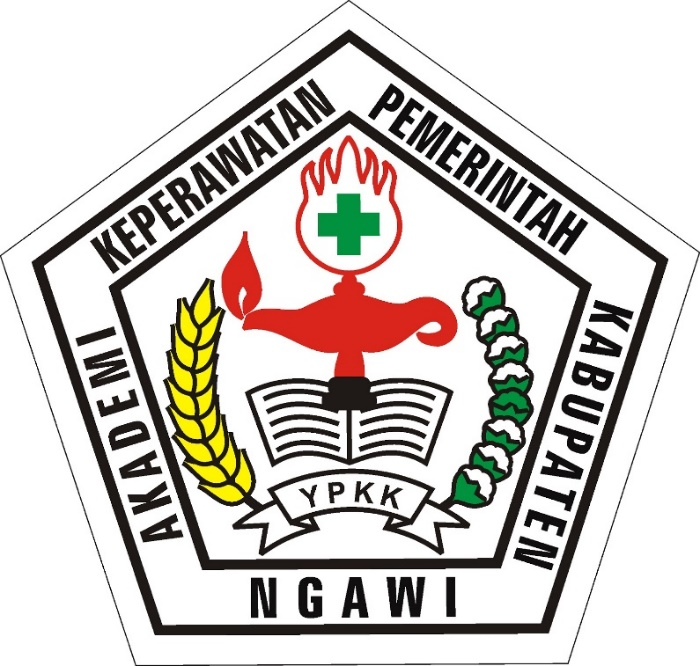 AKADEMI
KEPERAWATAN
PEMERINTAH
KABUPATEN
NGAWI
YPKK